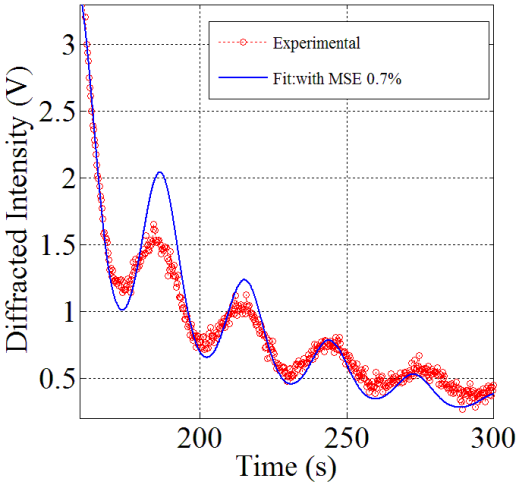 Diffracted Intensity (V)
3
2.5
2
1.5
1
0.5
Experimental
Fit:with MSE 0.7%
200
250
300
Time (s)